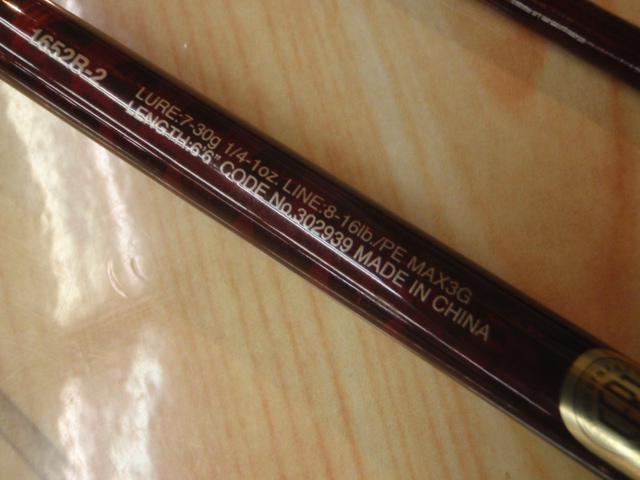 1652R-2
LURE:7-30g 1/4-1oz. LINE:8-16lb./PE MAX3G
LENGTH:6'6" CODE No.302939 MADE IN CHINA